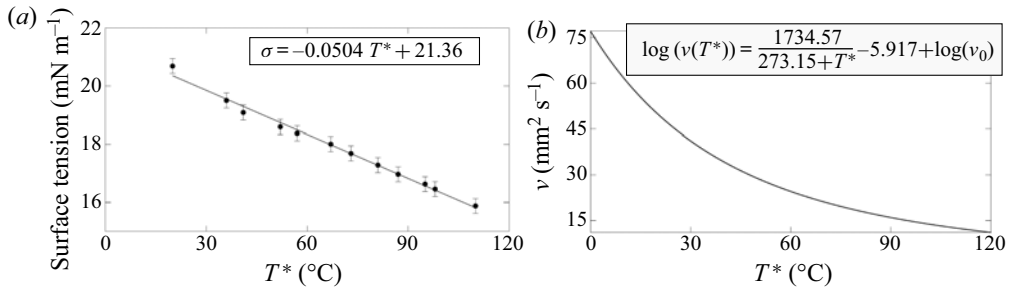 (a)
22
20
18
16
0 30 60 90 120
Surface tension (mN m⁻¹)
T* (°C)
σ=−0.0504 T*+21.36
(b)
75
60
45
30
15
0 30 60 90 120
ν (mm² s⁻¹)
T* (°C)
log (ν(T*))= 1734.57 / 273.15+T* −5.917+log(ν₀)